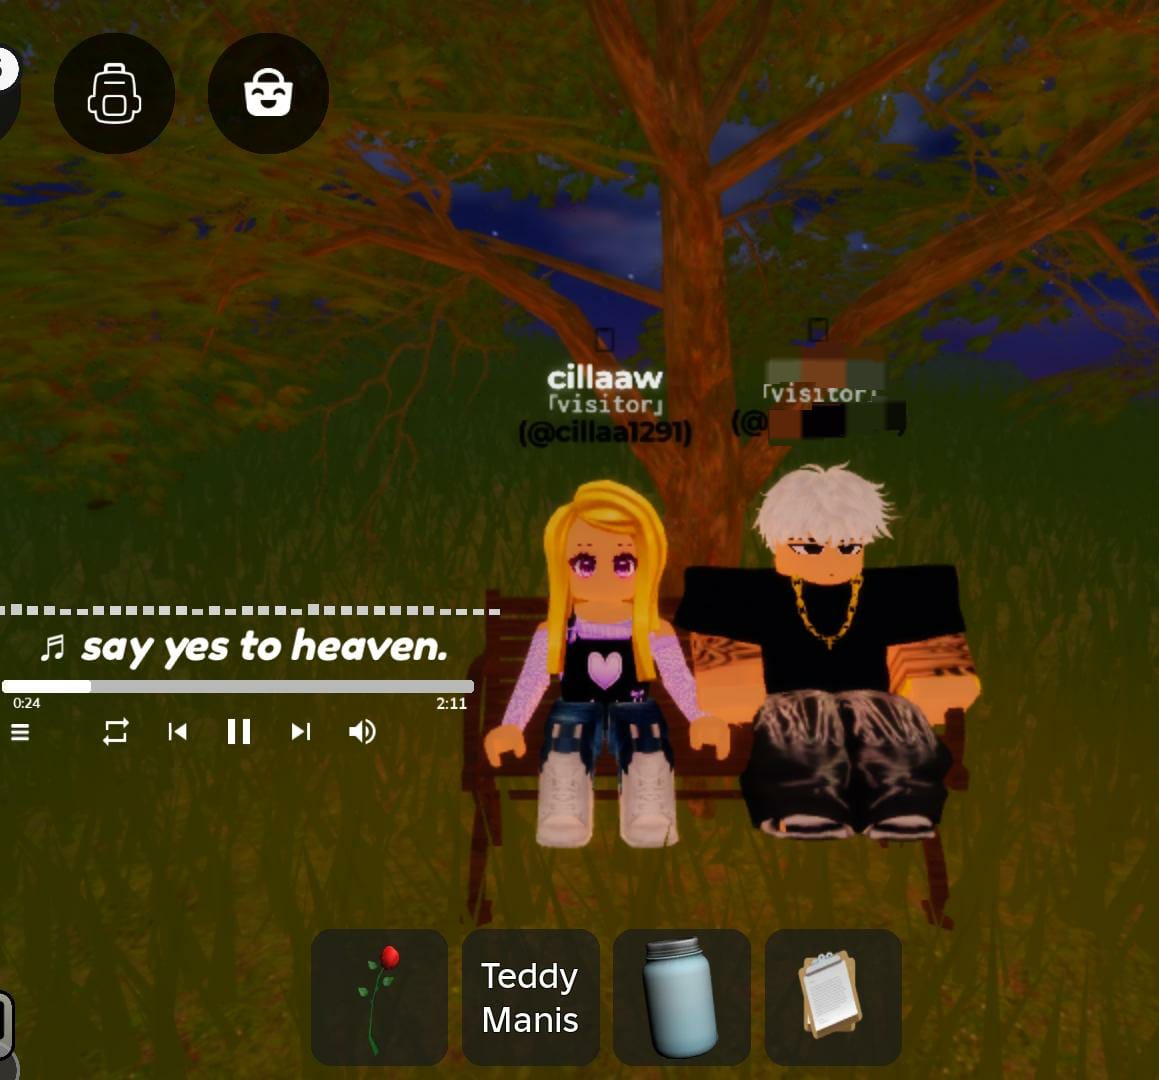 cillaaw
「visitor」
(@cillaa1291)
「visitor
(@
♬ say yes to heaven.
0:24
2:11
Teddy
Manis